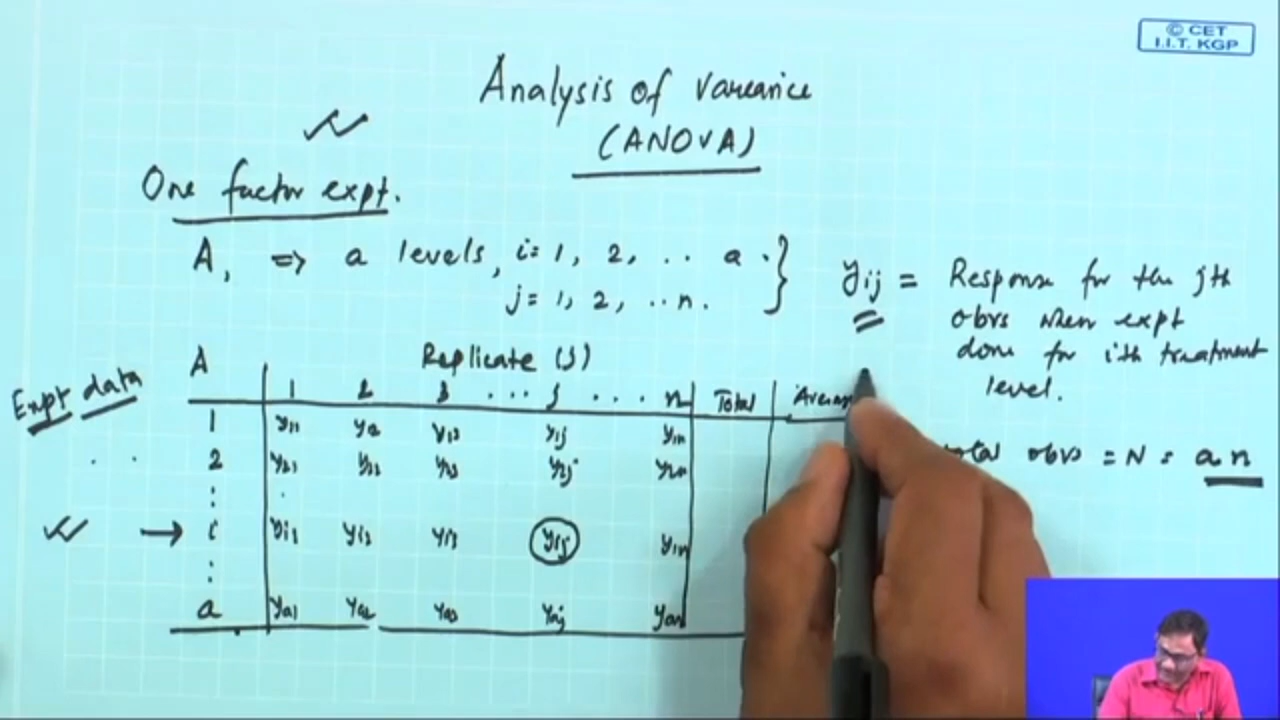 © CET
I.I.T. KGP
Analysis of Variance
(ANOVA)
One factor expt.
A, => a levels, i= 1, 2, .. a .}
j= 1, 2, .. n.
yij = Response for the jth
obvs when expt
done for ith treatment
level.
Expt data
A Replicate (j)
1 2 3 ... j .... n Total
1 y11 y12 y13 y1j y1n
2 y21 y22 y23 y2j y2n
:
i yi1 yi2 yi3 yij yin
:
a ya1 ya2 ya3 yaj yan
obvs = N = an